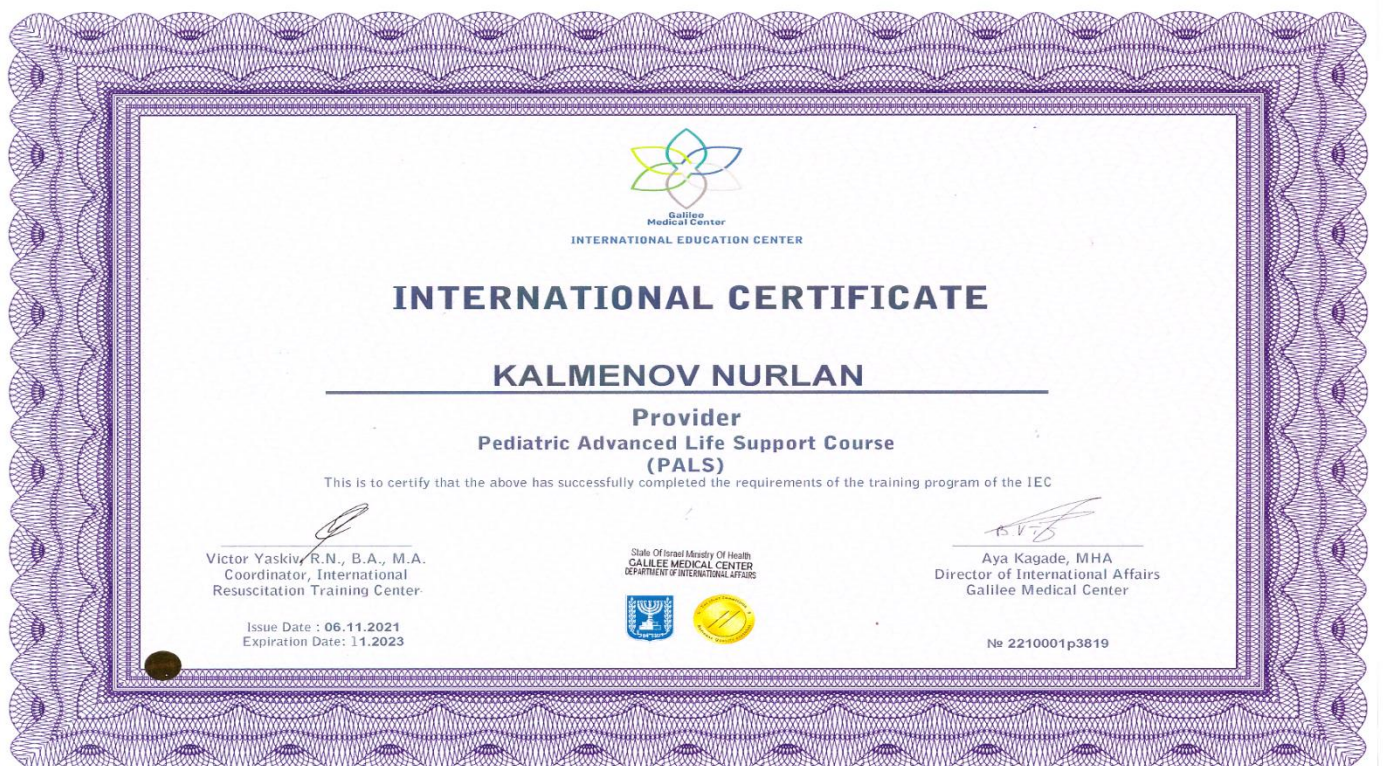 Galilee
Medical Center
INTERNATIONAL EDUCATION CENTER
INTERNATIONAL CERTIFICATE
KALMENOV NURLAN
Provider
Pediatric Advanced Life Support Course
(PALS)
This is to certify that the above has successfully completed the requirements of the training program of the IEC
Victor Yaskiv, R.N., B.A., M.A.
Coordinator, International
Resuscitation Training Center
Issue Date : 06.11.2021
Expiration Date: 11.2023
State Of Israel Ministry Of Health
GALILEE MEDICAL CENTER
DEPARTMENT OF INTERNATIONAL AFFAIRS
Aya Kagade, MHA
Director of International Affairs
Galilee Medical Center
№ 2210001p3819